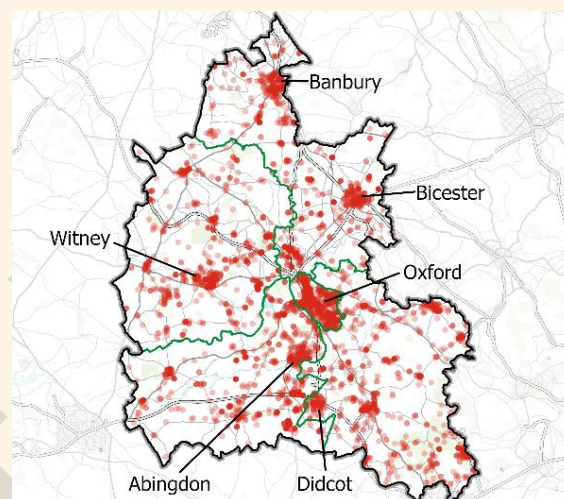 Banbury
Bicester
Witney
Oxford
Abingdon
Didcot